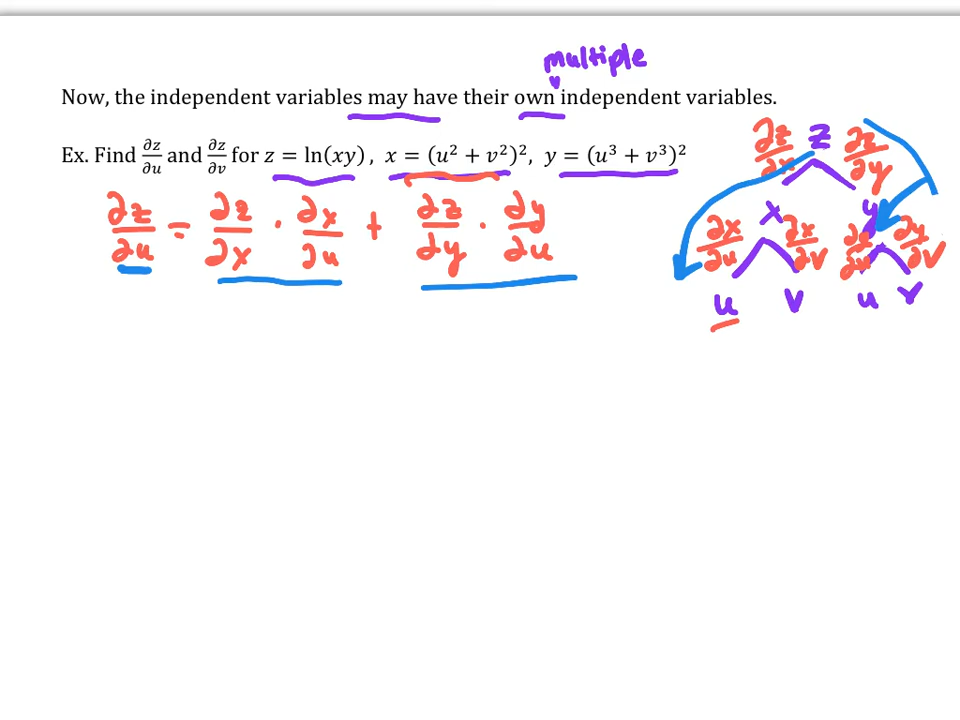 multiple
Now, the independent variables may have their own independent variables.
Ex. Find ∂z/∂u and ∂z/∂v for z = ln(xy), x = (u² + v²)², y = (u³ + v³)²
∂z/∂u = ∂z/∂x · ∂x/∂u + ∂z/∂y · ∂y/∂u
∂z/∂x z ∂z/∂y
x y
∂x/∂u ∂x/∂v ∂y/∂v
u v u v